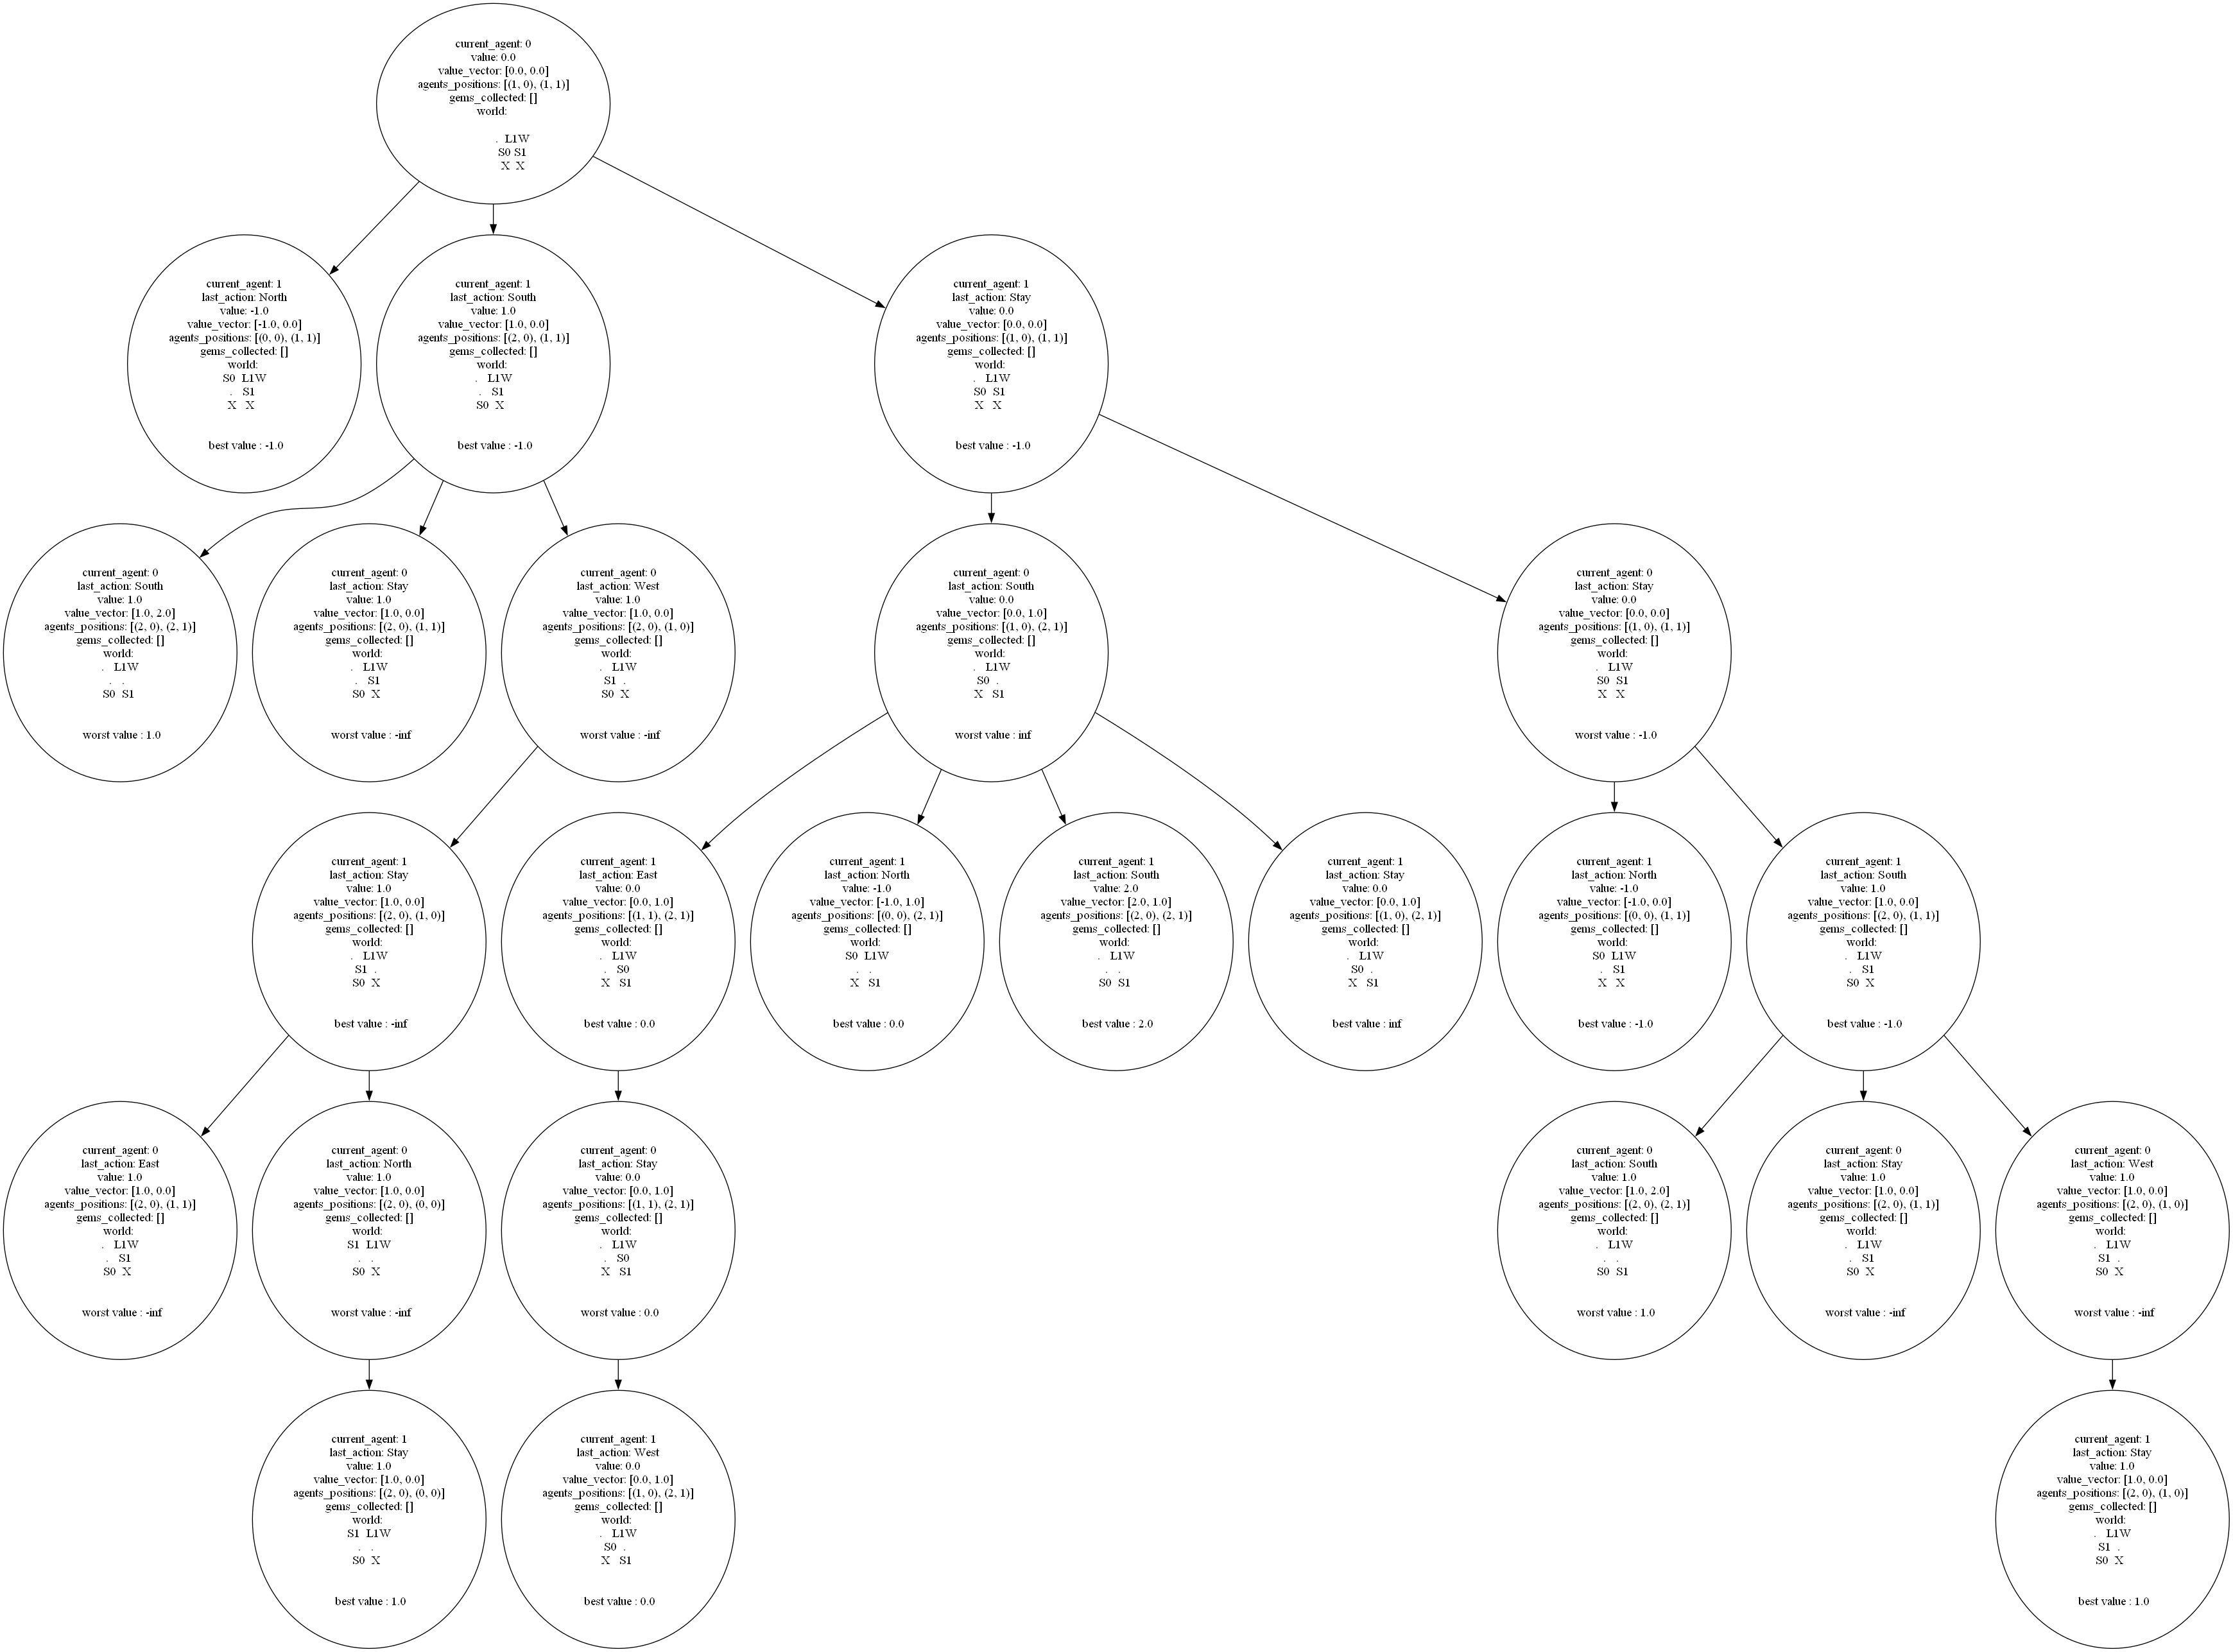 current_agent: 0
value: 0.0
value_vector: [0.0, 0.0]
agents_positions: [(1, 0), (1, 1)]
gems_collected: []
world:
. L1W
S0 S1
X X
current_agent: 1
last_action: North
value: -1.0
value_vector: [-1.0, 0.0]
agents_positions: [(0, 0), (1, 1)]
gems_collected: []
world:
S0 L1W
. S1
X X
best value : -1.0
current_agent: 1
last_action: South
value: 1.0
value_vector: [1.0, 0.0]
agents_positions: [(2, 0), (1, 1)]
gems_collected: []
world:
. L1W
. S1
S0 X
best value : -1.0
current_agent: 1
last_action: Stay
value: 0.0
value_vector: [0.0, 0.0]
agents_positions: [(1, 0), (1, 1)]
gems_collected: []
world:
. L1W
S0 S1
X X
best value : -1.0
current_agent: 0
last_action: South
value: 1.0
value_vector: [1.0, 2.0]
agents_positions: [(2, 0), (2, 1)]
gems_collected: []
world:
. L1W
. .
S0 S1
worst value : 1.0
current_agent: 0
last_action: Stay
value: 1.0
value_vector: [1.0, 0.0]
agents_positions: [(2, 0), (1, 1)]
gems_collected: []
world:
. L1W
. S1
S0 X
worst value : -inf
current_agent: 0
last_action: West
value: 1.0
value_vector: [1.0, 0.0]
agents_positions: [(2, 0), (1, 0)]
gems_collected: []
world:
. L1W
S1 .
S0 X
worst value : -inf
current_agent: 0
last_action: South
value: 0.0
value_vector: [0.0, 1.0]
agents_positions: [(1, 0), (2, 1)]
gems_collected: []
world:
. L1W
S0 .
X S1
worst value : inf
current_agent: 0
last_action: Stay
value: 0.0
value_vector: [0.0, 0.0]
agents_positions: [(1, 0), (1, 1)]
gems_collected: []
world:
. L1W
S0 S1
X X
worst value : -1.0
current_agent: 1
last_action: Stay
value: 1.0
value_vector: [1.0, 0.0]
agents_positions: [(2, 0), (1, 0)]
gems_collected: []
world:
. L1W
S1 .
S0 X
best value : -inf
current_agent: 1
last_action: East
value: 0.0
value_vector: [0.0, 1.0]
agents_positions: [(1, 1), (2, 1)]
gems_collected: []
world:
. L1W
. S0
X S1
best value : 0.0
current_agent: 1
last_action: North
value: -1.0
value_vector: [-1.0, 1.0]
agents_positions: [(0, 0), (2, 1)]
gems_collected: []
world:
S0 L1W
. .
X S1
best value : 0.0
current_agent: 1
last_action: South
value: 2.0
value_vector: [2.0, 1.0]
agents_positions: [(2, 0), (2, 1)]
gems_collected: []
world:
. L1W
. .
S0 S1
best value : 2.0
current_agent: 1
last_action: Stay
value: 0.0
value_vector: [0.0, 1.0]
agents_positions: [(1, 0), (2, 1)]
gems_collected: []
world:
. L1W
S0 .
X S1
best value : inf
current_agent: 1
last_action: North
value: -1.0
value_vector: [-1.0, 0.0]
agents_positions: [(0, 0), (1, 1)]
gems_collected: []
world:
S0 L1W
. S1
X X
best value : -1.0
current_agent: 1
last_action: South
value: 1.0
value_vector: [1.0, 0.0]
agents_positions: [(2, 0), (1, 1)]
gems_collected: []
world:
. L1W
. S1
S0 X
best value : -1.0
current_agent: 0
last_action: East
value: 1.0
value_vector: [1.0, 0.0]
agents_positions: [(2, 0), (1, 1)]
gems_collected: []
world:
. L1W
. S1
S0 X
worst value : -inf
current_agent: 0
last_action: North
value: 1.0
value_vector: [1.0, 0.0]
agents_positions: [(2, 0), (0, 0)]
gems_collected: []
world:
S1 L1W
. .
S0 X
worst value : -inf
current_agent: 0
last_action: Stay
value: 0.0
value_vector: [0.0, 1.0]
agents_positions: [(1, 1), (2, 1)]
gems_collected: []
world:
. L1W
. S0
X S1
worst value : 0.0
current_agent: 0
last_action: South
value: 1.0
value_vector: [1.0, 2.0]
agents_positions: [(2, 0), (2, 1)]
gems_collected: []
world:
. L1W
. .
S0 S1
worst value : 1.0
current_agent: 0
last_action: Stay
value: 1.0
value_vector: [1.0, 0.0]
agents_positions: [(2, 0), (1, 1)]
gems_collected: []
world:
. L1W
. S1
S0 X
worst value : -inf
current_agent: 0
last_action: West
value: 1.0
value_vector: [1.0, 0.0]
agents_positions: [(2, 0), (1, 0)]
gems_collected: []
world:
. L1W
S1 .
S0 X
worst value : -inf
current_agent: 1
last_action: Stay
value: 1.0
value_vector: [1.0, 0.0]
agents_positions: [(2, 0), (0, 0)]
gems_collected: []
world:
S1 L1W
. .
S0 X
best value : 1.0
current_agent: 1
last_action: West
value: 0.0
value_vector: [0.0, 1.0]
agents_positions: [(1, 0), (2, 1)]
gems_collected: []
world:
. L1W
S0 .
X S1
best value : 0.0
current_agent: 1
last_action: Stay
value: 1.0
value_vector: [1.0, 0.0]
agents_positions: [(2, 0), (1, 0)]
gems_collected: []
world:
. L1W
S1 .
S0 X
best value : 1.0